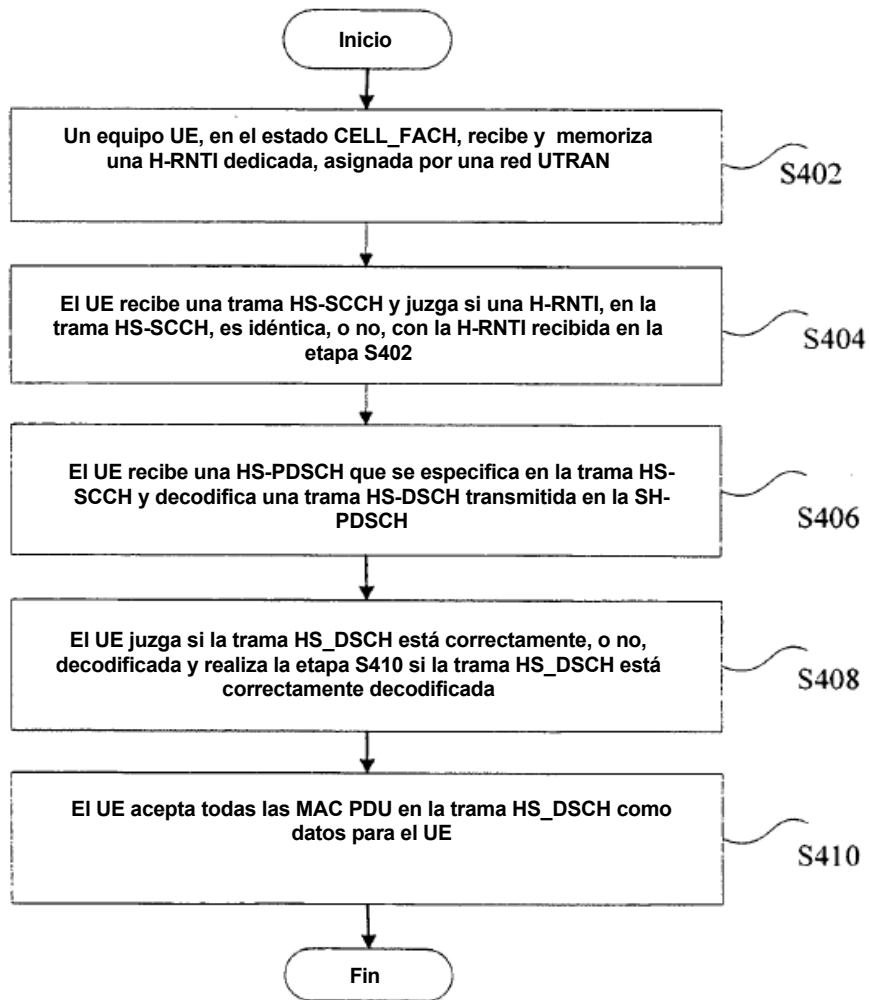 Inicio
Un equipo UE, en el estado CELL_FACH, recibe y memoriza
una H-RNTI dedicada, asignada por una red UTRAN
S402
El UE recibe una trama HS-SCCH y juzga si una H-RNTI, en la
trama HS-SCCH, es idéntica, o no, con la H-RNTI recibida en la
etapa S402
S404
El UE recibe una HS-PDSCH que se especifica en la trama HS-
SCCH y decodifica una trama HS-DSCH transmitida en la SH-
PDSCH
S406
El UE juzga si la trama HS_DSCH está correctamente, o no,
decodificada y realiza la etapa S410 si la trama HS_DSCH está
correctamente decodificada
S408
El UE acepta todas las MAC PDU en la trama HS_DSCH como
datos para el UE
S410
Fin